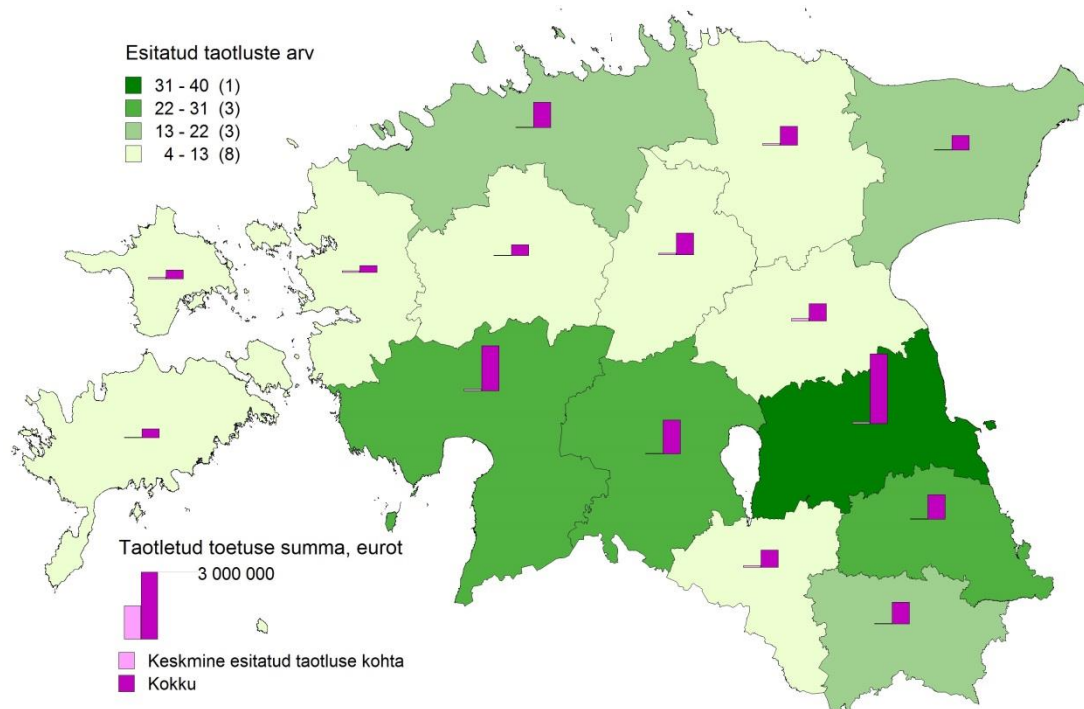 Esitatud taotluste arv
31 - 40 (1)
22 - 31 (3)
13 - 22 (3)
4 - 13 (8)
Taotletud toetuse summa, eurot
3 000 000
Keskmine esitatud taotluse kohta
Kokku